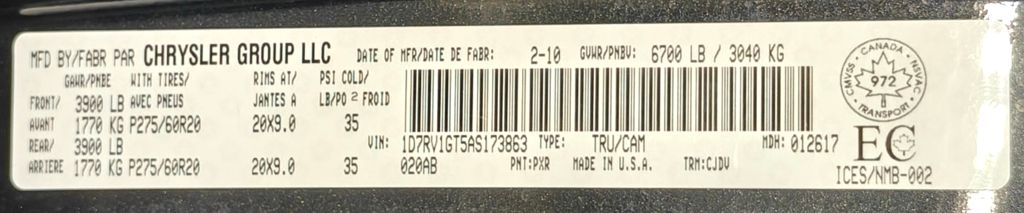 MFD BY/FABR PAR CHRYSLER GROUP LLC DATE OF MFR/DATE DE FABR: 2-10 GVWR/PNBV: 6700 LB / 3040 KG
GAWR/PNBE WITH TIRES/ RIMS AT/ PSI COLD/
FRONT/ 3900 LB AVEC PNEUS JANTES A LB/PO 2 FROID
AVANT 1770 KG P275/60R20 20X9.0 35
REAR/ 3900 LB
ARRIERE 1770 KG P275/60R20 20X9.0 35
VIN: 1D7RV1GT5AS173863 TYPE: TRU/CAM MDH: 012617
020AB PNT:PXR MADE IN U.S.A. TRM:CJDV
CANADA
CMVSS NSVAC
972
TRANSPORT
EC
ICES/NMB-002